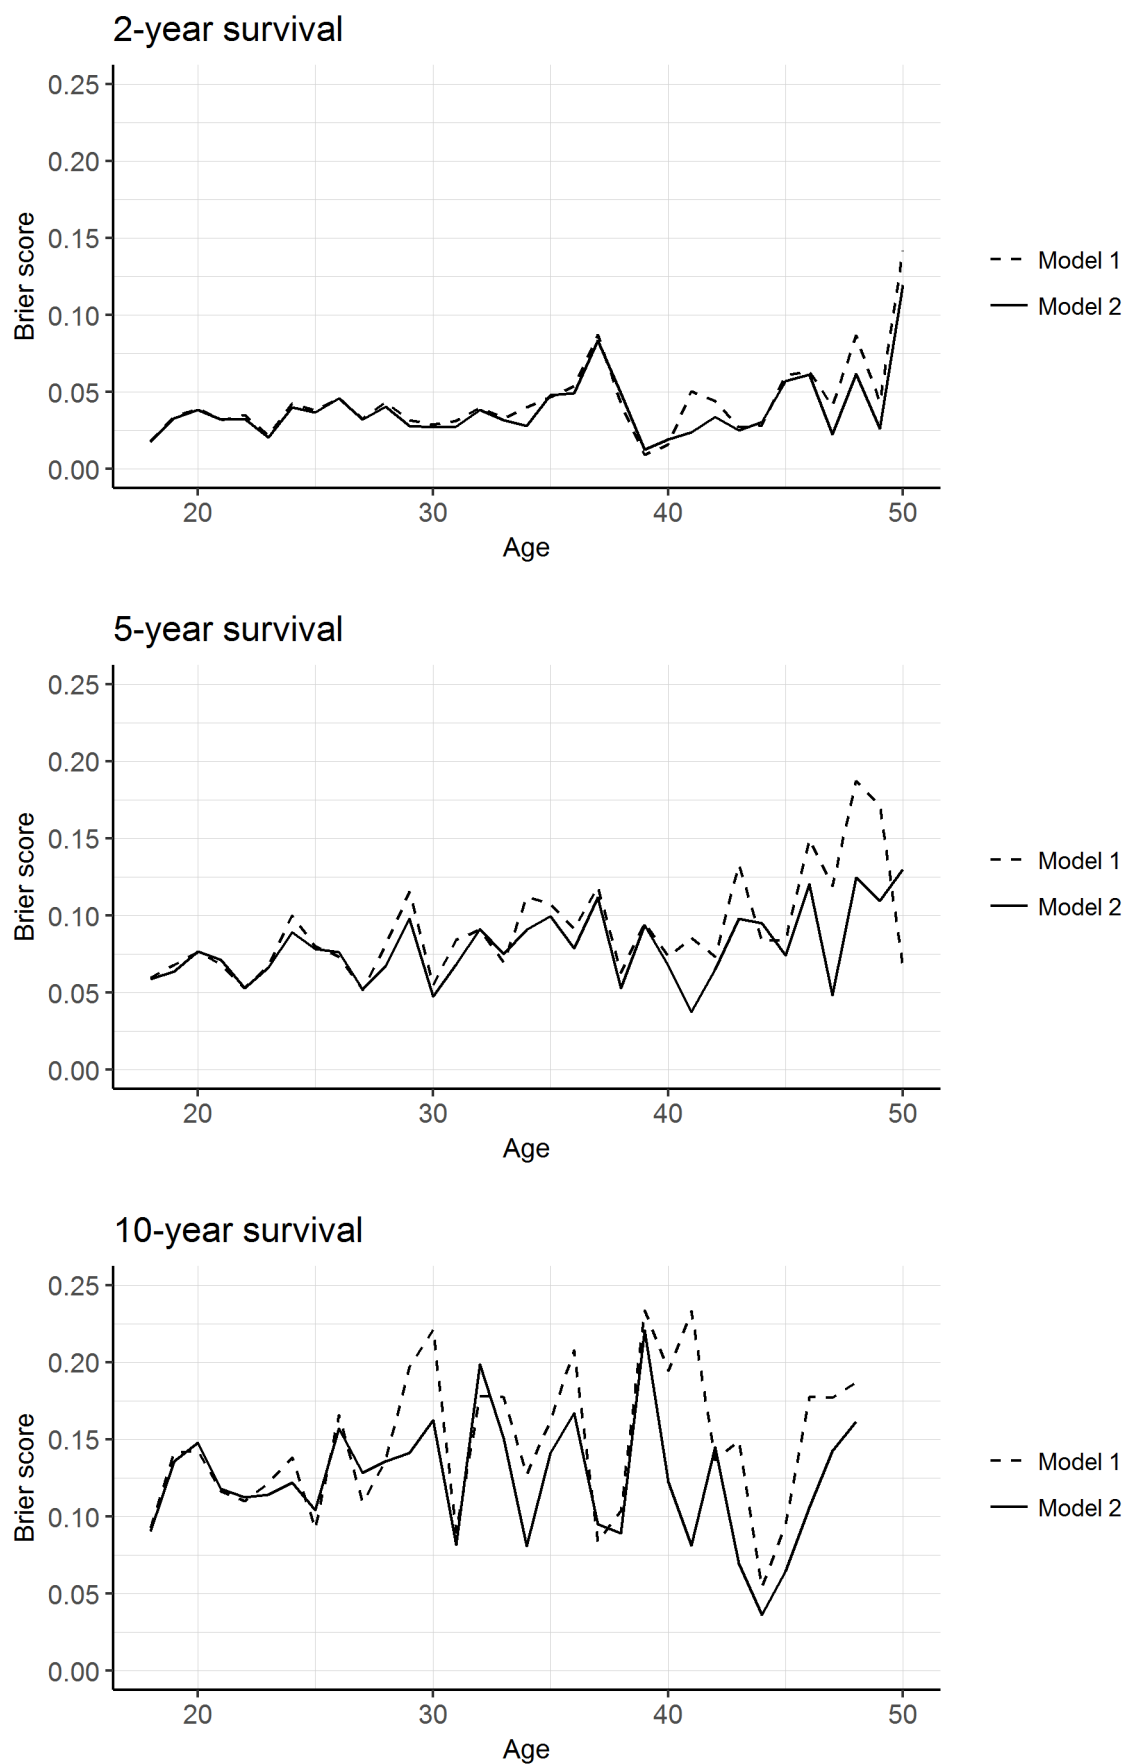 2-year survival
0.25
0.20
0.15
0.10
0.05
0.00
Brier score
20 30 40 50
Age
Model 1
Model 2
5-year survival
0.25
0.20
0.15
0.10
0.05
0.00
Brier score
20 30 40 50
Age
Model 1
Model 2
10-year survival
0.25
0.20
0.15
0.10
0.05
0.00
Brier score
20 30 40 50
Age
Model 1
Model 2